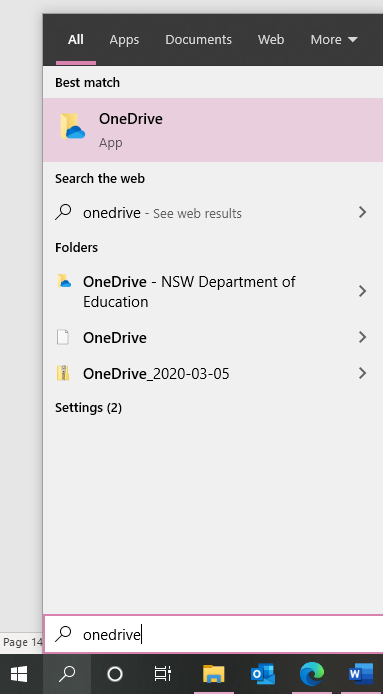 All Apps Documents Web More
Best match
OneDrive
App
Search the web
onedrive - See web results
Folders
OneDrive - NSW Department of
Education
OneDrive
OneDrive_2020-03-05
Settings (2)
onedrive
Page 14